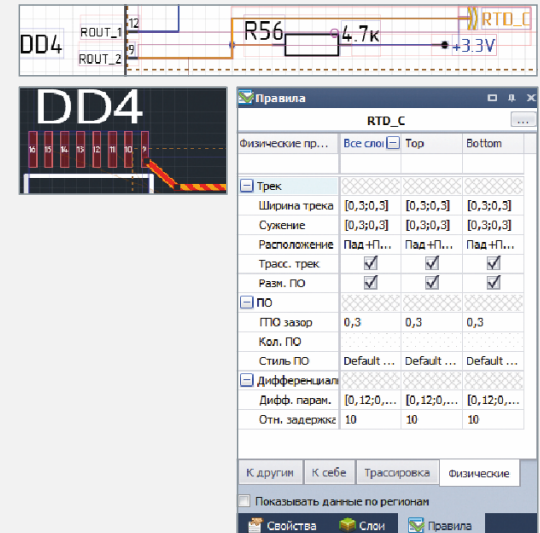 DD4
ROUT_1
12
ROUT_2
9
R56
4.7к
RTD_C
+3.3V
DD4
16 15 14 13 12 11 10 9
Правила
RTD_C
...
Физические пр... Все слои Top Bottom
Трек
Ширина трека [0,3;0,3] [0,3;0,3] [0,3;0,3]
Сужение [0,3;0,3] [0,3;0,3] [0,3;0,3]
Расположение Пад+П... Пад+П... Пад+П...
Трасс. трек
Разм. ПО
ПО
ППО зазор 0,3 0,3 0,3
Кол. ПО
Стиль ПО Default ... Default ... Default ...
Дифференциал
Дифф. парам. [0,12;0,... [0,12;0,... [0,12;0,...
Отн. задержка 10 10 10
К другим К себе Трассировка Физические
Показывать данные по регионам
Свойства Слои Правила